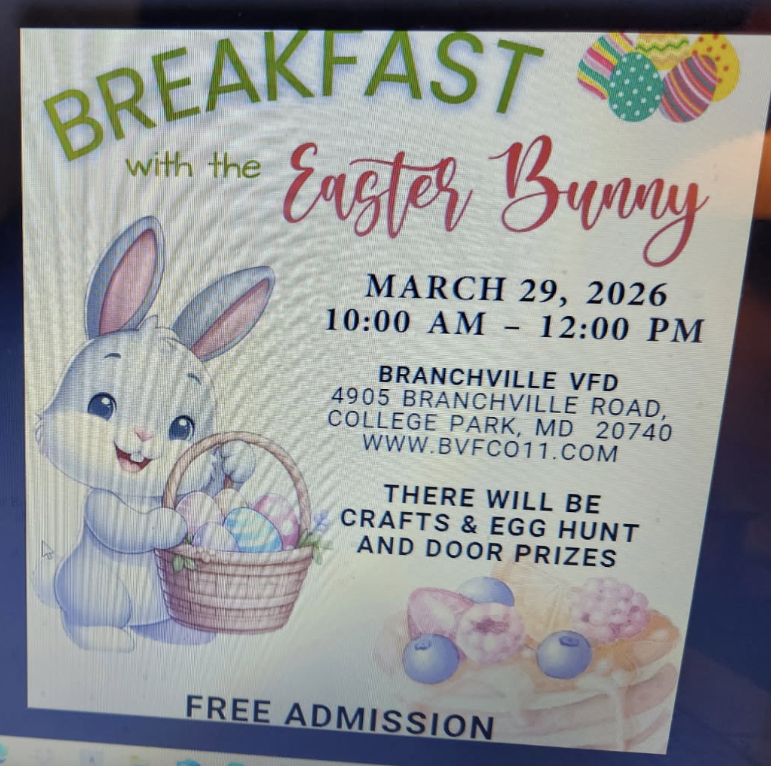 BREAKFAST
with the Easter Bunny
MARCH 29, 2026
10:00 AM – 12:00 PM
BRANCHVILLE VFD
4905 BRANCHVILLE ROAD,
COLLEGE PARK, MD 20740
WWW.BVFCO11.COM
THERE WILL BE
CRAFTS & EGG HUNT
AND DOOR PRIZES
FREE ADMISSION